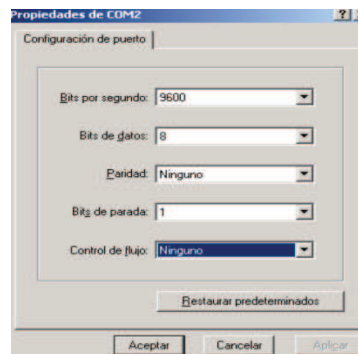 Propiedades de COM2
Configuración de puerto
Bits por segundo: 9600
Bits de datos: 8
Paridad: Ninguno
Bits de parada: 1
Control de flujo: Ninguno
Restaurar predeterminados
Aceptar Cancelar Aplicar